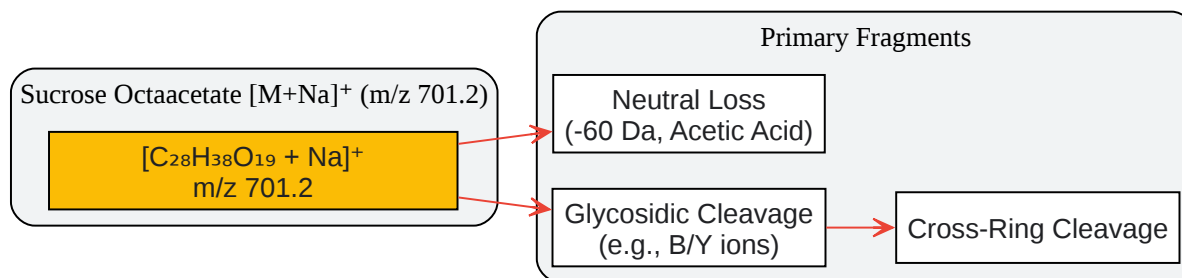 Sucrose Octaacetate [M+Na]⁺ (m/z 701.2)
[C₂₈H₃₈O₁₉ + Na]⁺
m/z 701.2
Primary Fragments
Neutral Loss
(-60 Da, Acetic Acid)
Glycosidic Cleavage
(e.g., B/Y ions)
Cross-Ring Cleavage